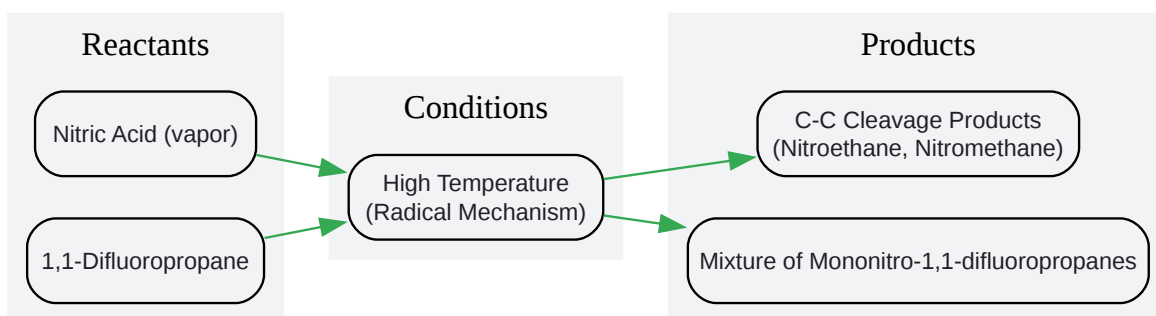 Reactants
Nitric Acid (vapor)
1,1-Difluoropropane
Conditions
High Temperature
(Radical Mechanism)
Products
C-C Cleavage Products
(Nitroethane, Nitromethane)
Mixture of Mononitro-1,1-difluoropropanes